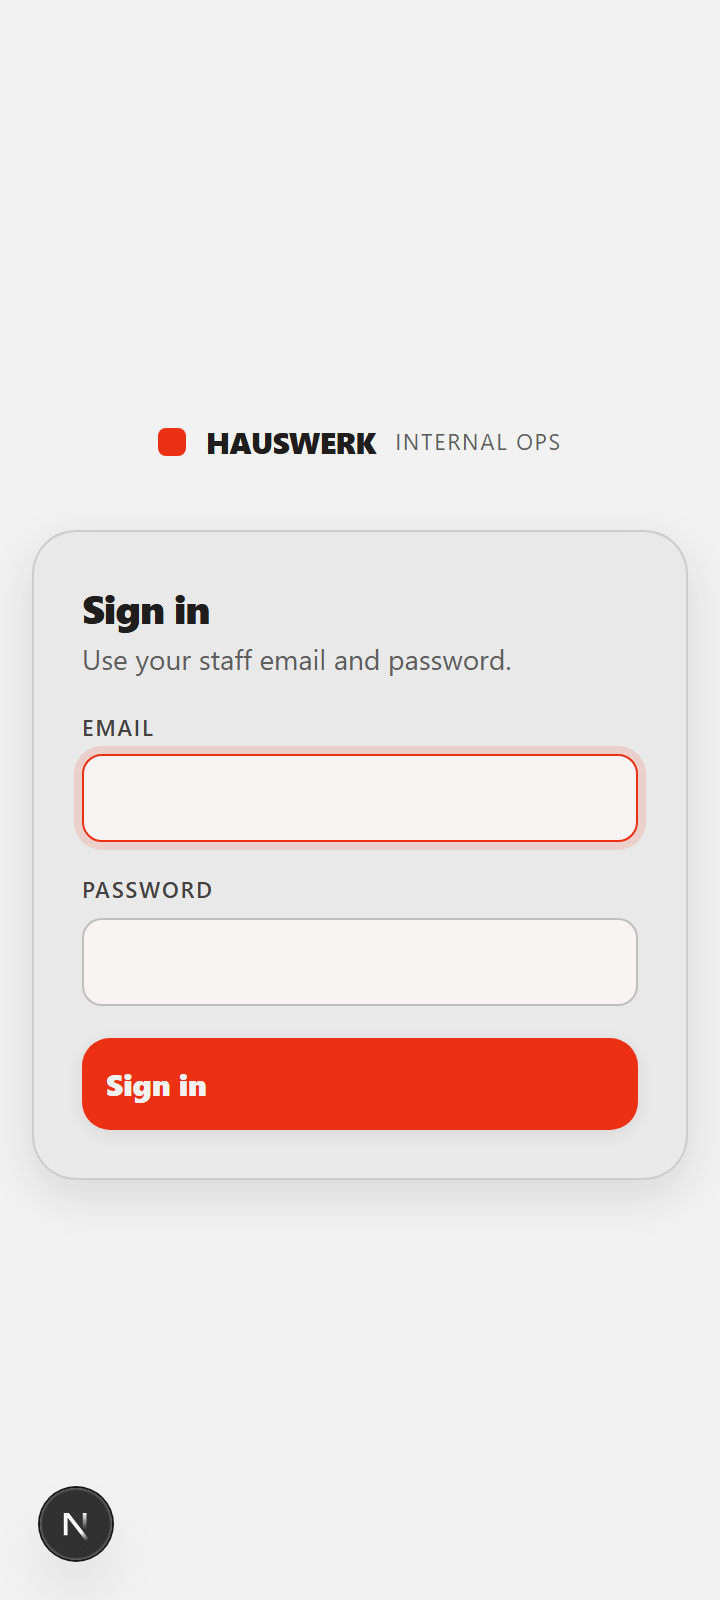 HAUSWERK INTERNAL OPS
Sign in
Use your staff email and password.
EMAIL
PASSWORD
Sign in
N